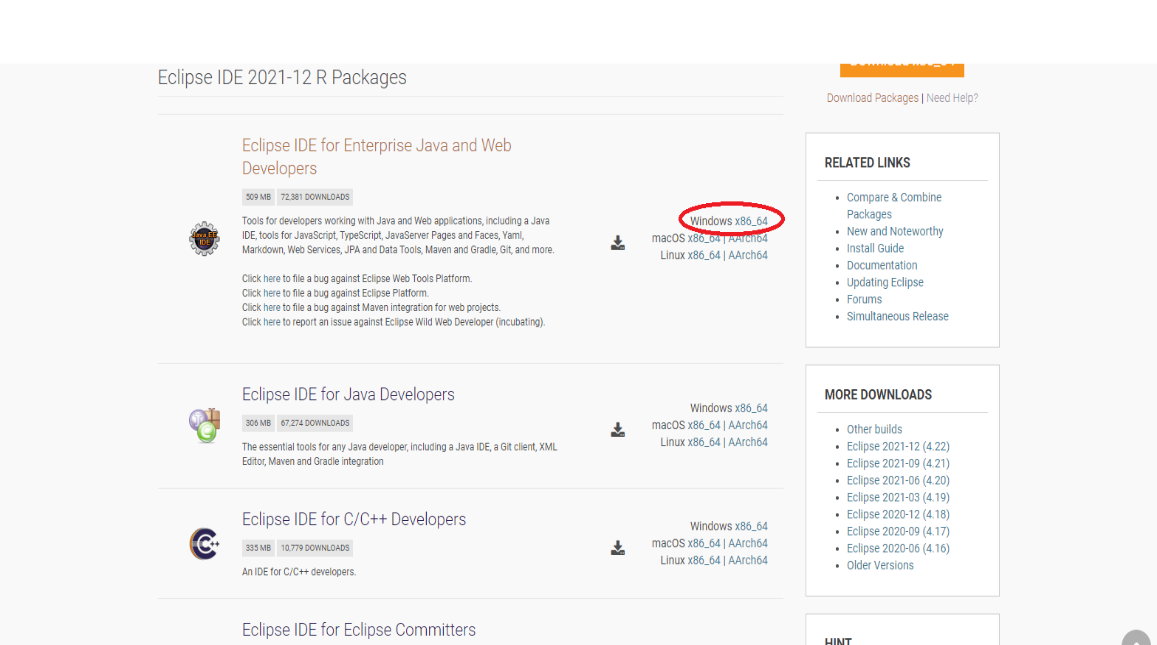 Eclipse IDE 2021-12 R Packages
Download Packages | Need Help?
Eclipse IDE for Enterprise Java and Web
Developers
509 MB 72,381 DOWNLOADS
Tools for developers working with Java and Web applications, including a Java
IDE, tools for JavaScript, TypeScript, JavaServer Pages and Faces, Yaml,
Markdown, Web Services, JPA and Data Tools, Maven and Gradle, Git, and more.
Click here to file a bug against Eclipse Web Tools Platform.
Click here to file a bug against Eclipse Platform.
Click here to file a bug against Maven integration for web projects.
Click here to report an issue against Eclipse Wild Web Developer (incubating).
Java EE
IDE
Windows x86_64
macOS x86_64 | AArch64
Linux x86_64 | AArch64
Eclipse IDE for Java Developers
306 MB 67,274 DOWNLOADS
The essential tools for any Java developer, including a Java IDE, a Git client, XML
Editor, Maven and Gradle integration
Windows x86_64
macOS x86_64 | AArch64
Linux x86_64 | AArch64
Eclipse IDE for C/C++ Developers
335 MB 10,779 DOWNLOADS
An IDE for C/C++ developers.
C++
Windows x86_64
macOS x86_64 | AArch64
Linux x86_64 | AArch64
Eclipse IDE for Eclipse Committers
RELATED LINKS
Compare & Combine
Packages
New and Noteworthy
Install Guide
Documentation
Updating Eclipse
Forums
Simultaneous Release
MORE DOWNLOADS
Other builds
Eclipse 2021-12 (4.22)
Eclipse 2021-09 (4.21)
Eclipse 2021-06 (4.20)
Eclipse 2021-03 (4.19)
Eclipse 2020-12 (4.18)
Eclipse 2020-09 (4.17)
Eclipse 2020-06 (4.16)
Older Versions
HINT